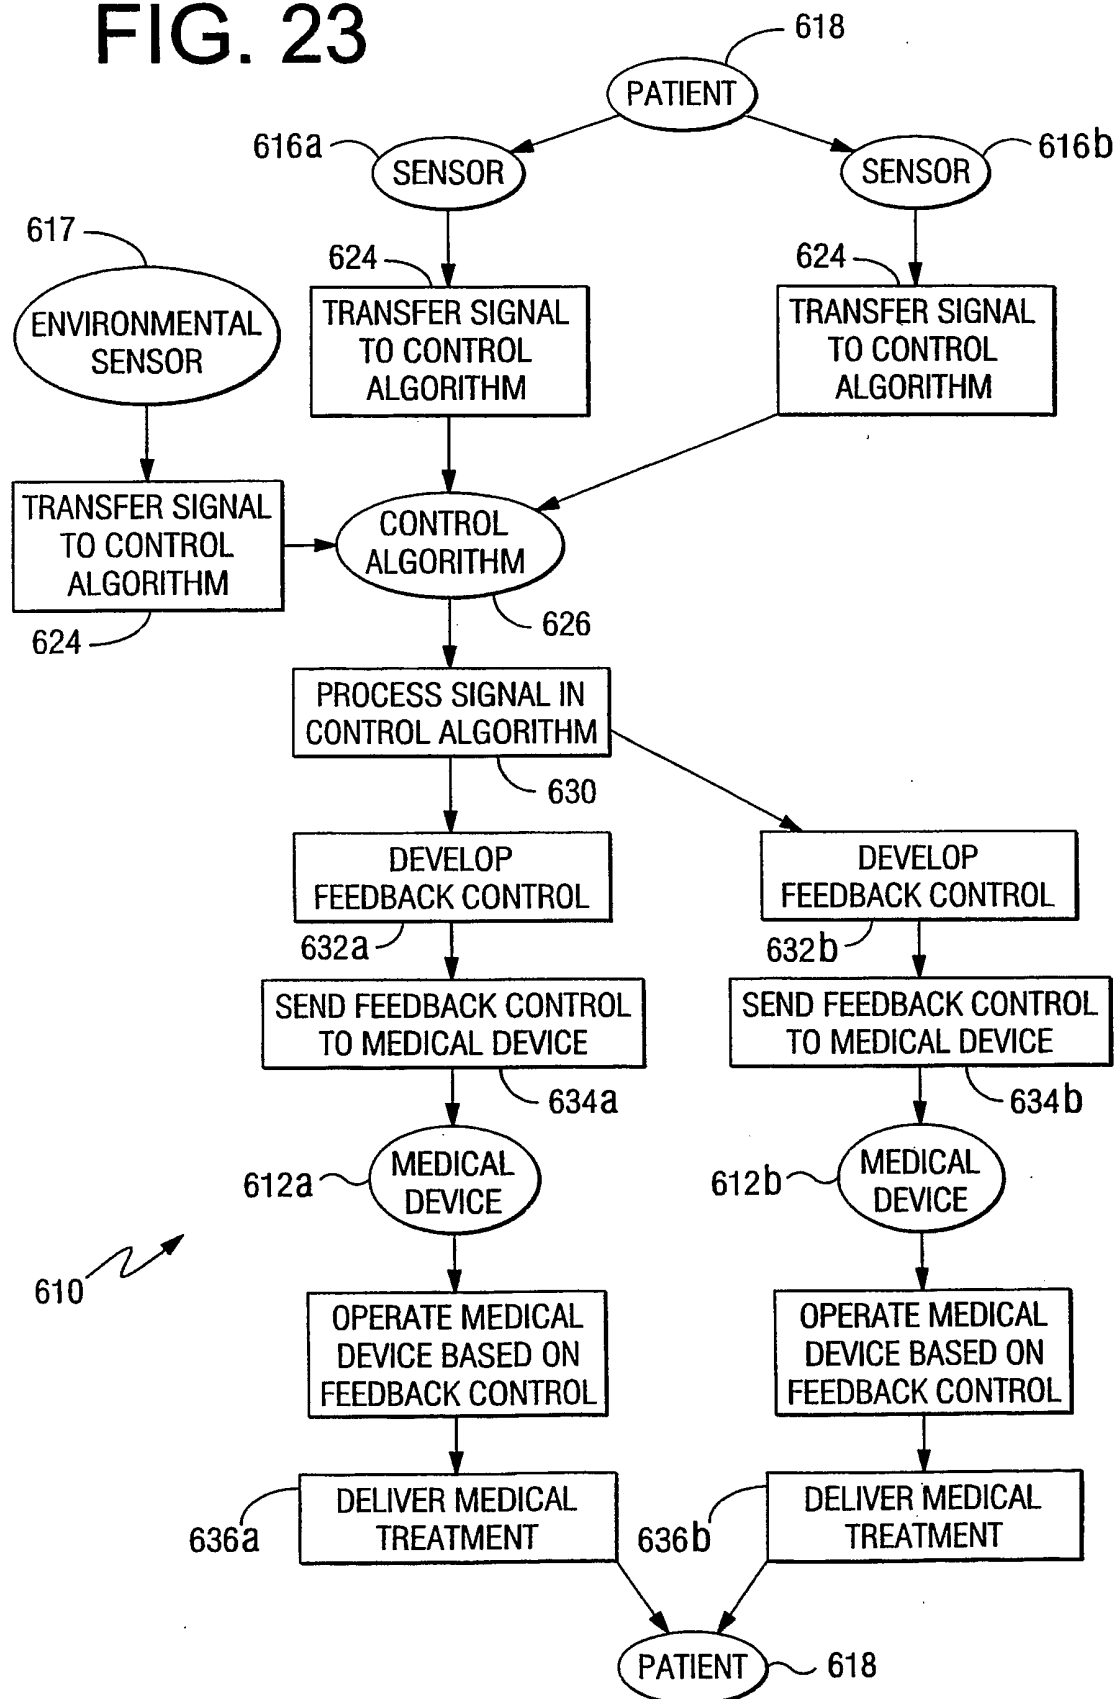 FIG. 23
618
PATIENT
616a
SENSOR
616b
SENSOR
617
ENVIRONMENTAL
SENSOR
624
TRANSFER SIGNAL
TO CONTROL
ALGORITHM
624
TRANSFER SIGNAL
TO CONTROL
ALGORITHM
TRANSFER SIGNAL
TO CONTROL
ALGORITHM
624
CONTROL
ALGORITHM
626
PROCESS SIGNAL IN
CONTROL ALGORITHM
630
DEVELOP
FEEDBACK CONTROL
632a
DEVELOP
FEEDBACK CONTROL
632b
SEND FEEDBACK CONTROL
TO MEDICAL DEVICE
634a
SEND FEEDBACK CONTROL
TO MEDICAL DEVICE
634b
612a
MEDICAL
DEVICE
612b
MEDICAL
DEVICE
610
OPERATE MEDICAL
DEVICE BASED ON
FEEDBACK CONTROL
OPERATE MEDICAL
DEVICE BASED ON
FEEDBACK CONTROL
636a
DELIVER MEDICAL
TREATMENT
636b
DELIVER MEDICAL
TREATMENT
PATIENT
618